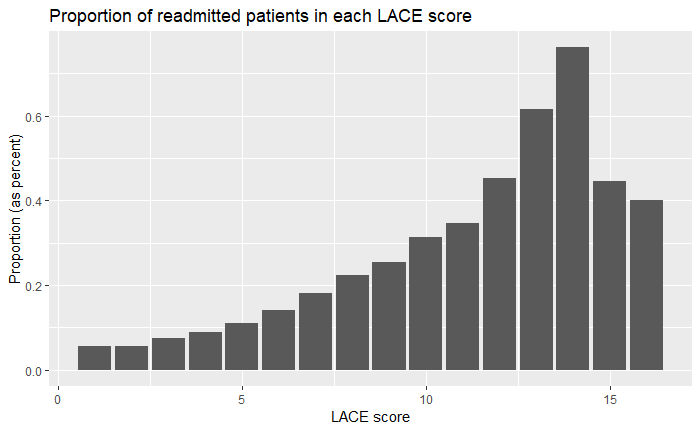 Proportion of readmitted patients in each LACE score
Proportion (as percent)
0.6
0.4
0.2
0.0
0 5 10 15
LACE score